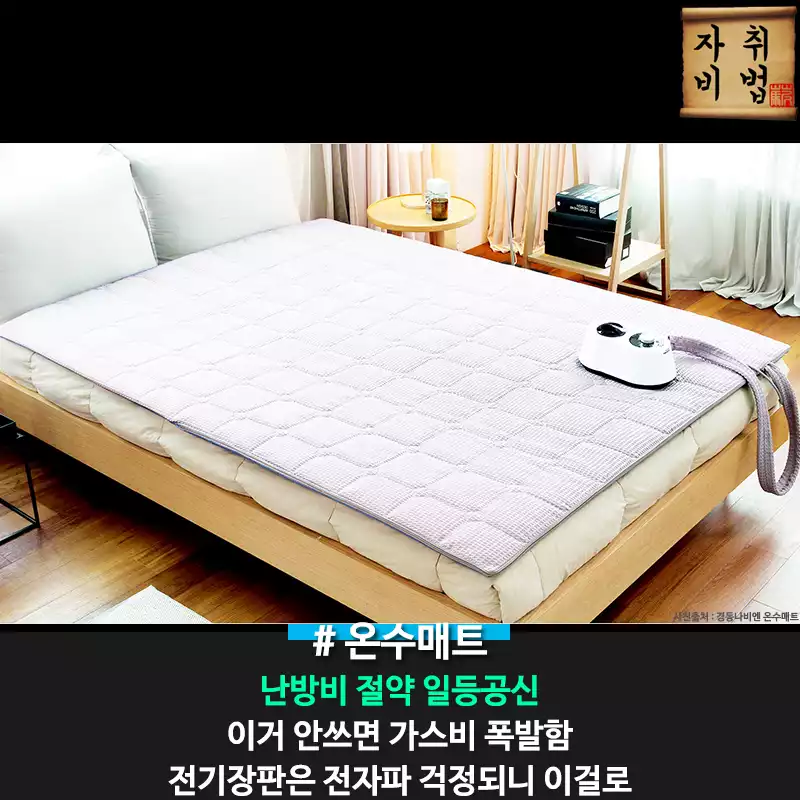 자취
비법
사진출처 : 경동나비엔 온수매트
# 온수매트
난방비 절약 일등공신
이거 안쓰면 가스비 폭발함
전기장판은 전자파 걱정되니 이걸로